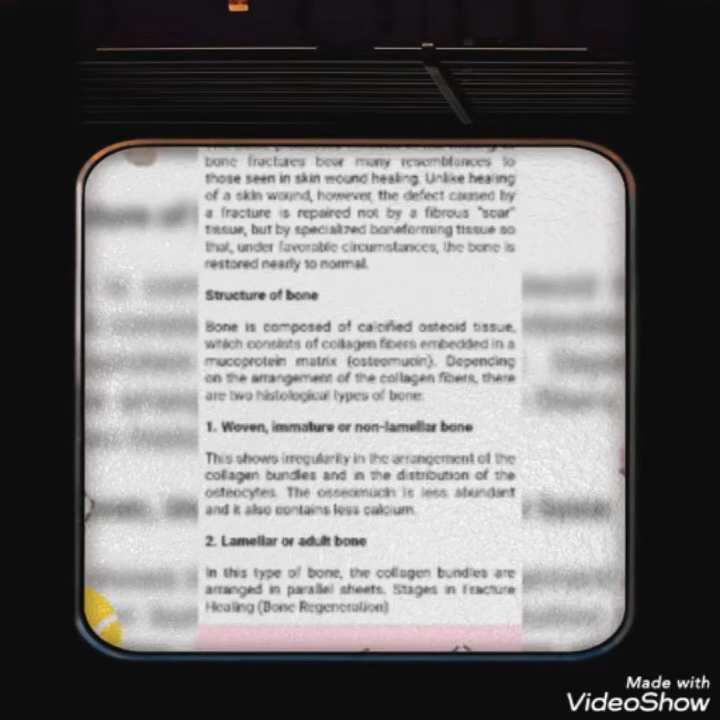 bone fractures bear many resemblances to
those seen in skin wound healing. Unlike healing
of a skin wound, however, the defect caused by
a fracture is repaired not by a fibrous "scar"
tissue, but by specialized boneforming tissue so
that, under favorable circumstances, the bone is
restored nearly to normal.
Structure of bone
Bone is composed of calcified osteoid tissue,
which consists of collagen fibers embedded in a
mucoprotein matrix (osteomucin). Depending
on the arrangement of the collagen fibers, there
are two histological types of bone:
1. Woven, immature or non-lamellar bone
This shows irregularity in the arrangement of the
collagen bundles and in the distribution of the
osteocytes. The osseomucin is less abundant
and it also contains less calcium.
2. Lamellar or adult bone
In this type of bone, the collagen bundles are
arranged in parallel sheets. Stages in Fracture
Healing (Bone Regeneration)
Made with
VideoShow